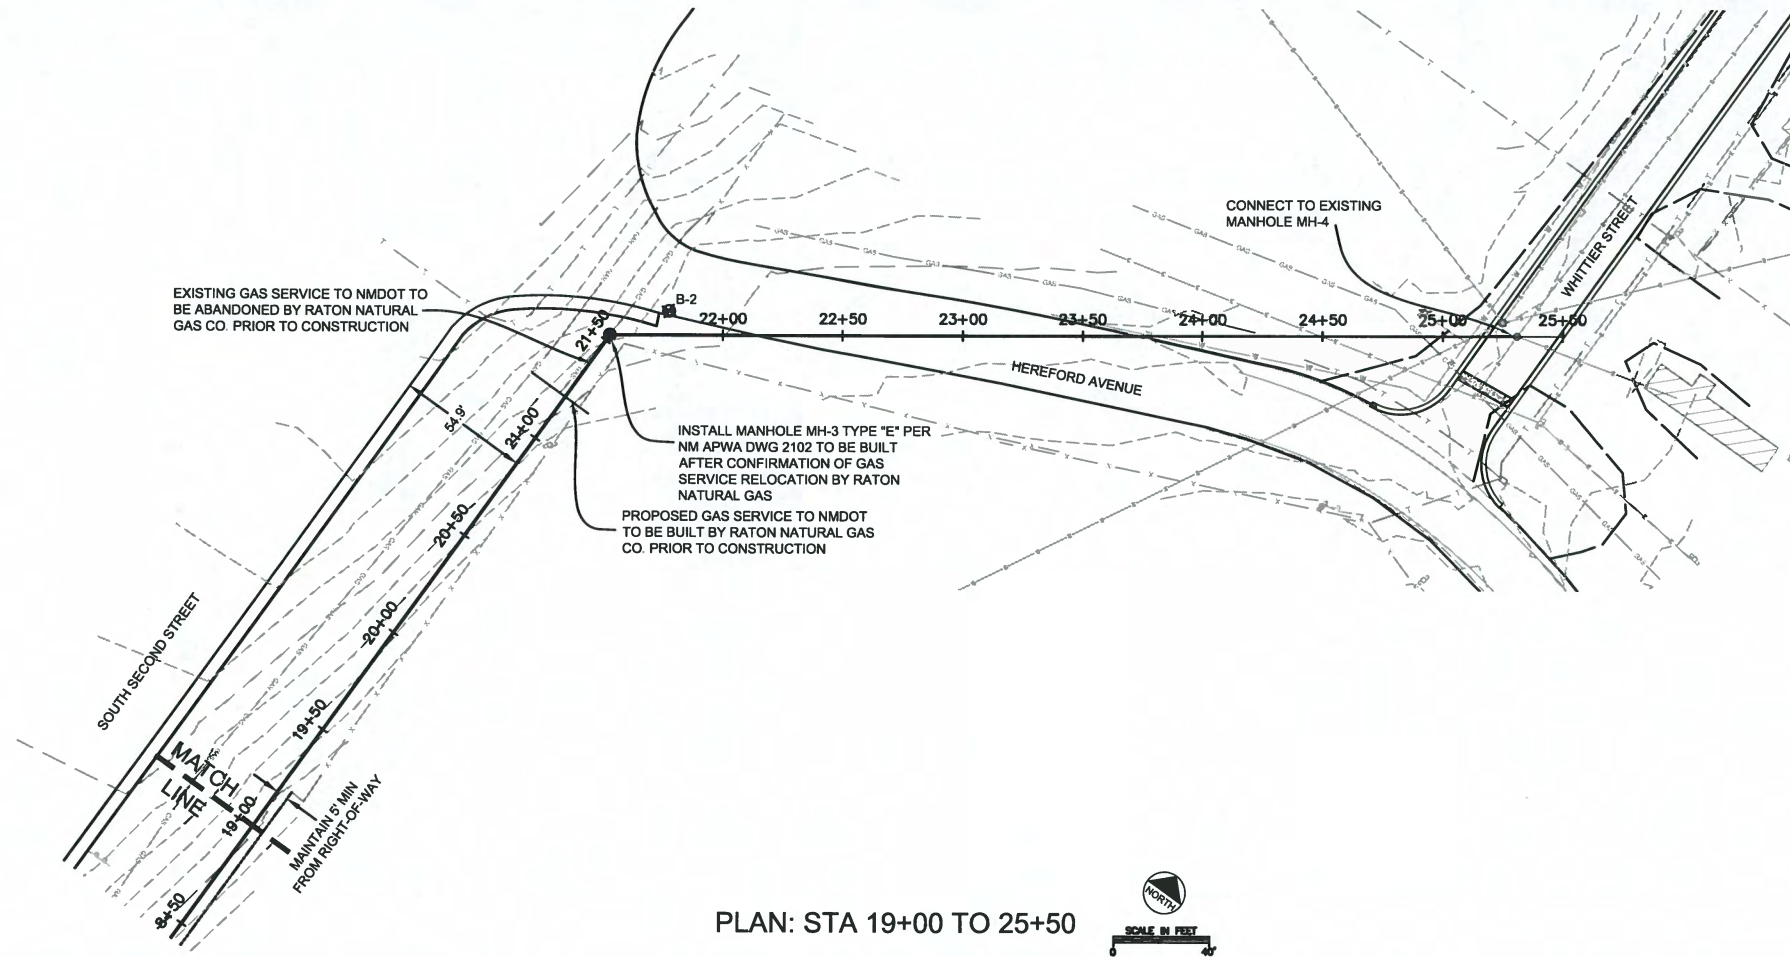 CONNECT TO EXISTING
MANHOLE MH-4
WHITTIER STREET
EXISTING GAS SERVICE TO NMDOT TO
BE ABANDONED BY RATON NATURAL
GAS CO. PRIOR TO CONSTRUCTION
B-2
21+50
22+00
22+50
23+00
23+50
24+00
24+50
25+00
25+50
HEREFORD AVENUE
54.9'
21+00
INSTALL MANHOLE MH-3 TYPE "E" PER
NM APWA DWG 2102 TO BE BUILT
AFTER CONFIRMATION OF GAS
SERVICE RELOCATION BY RATON
NATURAL GAS
PROPOSED GAS SERVICE TO NMDOT
TO BE BUILT BY RATON NATURAL GAS
CO. PRIOR TO CONSTRUCTION
20+50
20+00
SOUTH SECOND STREET
19+50
MATCH
LINE
19+00
MAINTAIN 5' MIN
FROM RIGHT-OF-WAY
8+50
PLAN: STA 19+00 TO 25+50
NORTH
SCALE IN FEET
0 40'